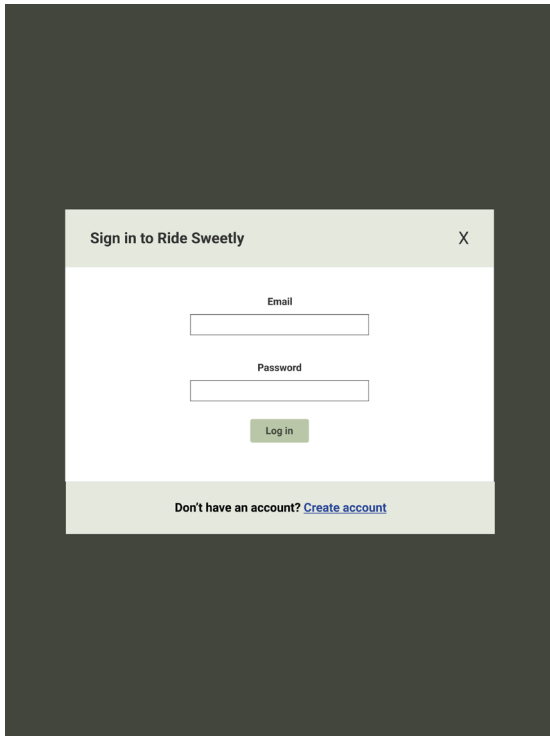 Sign in to Ride Sweetly X
Email
Password
Log in
Don’t have an account? Create account